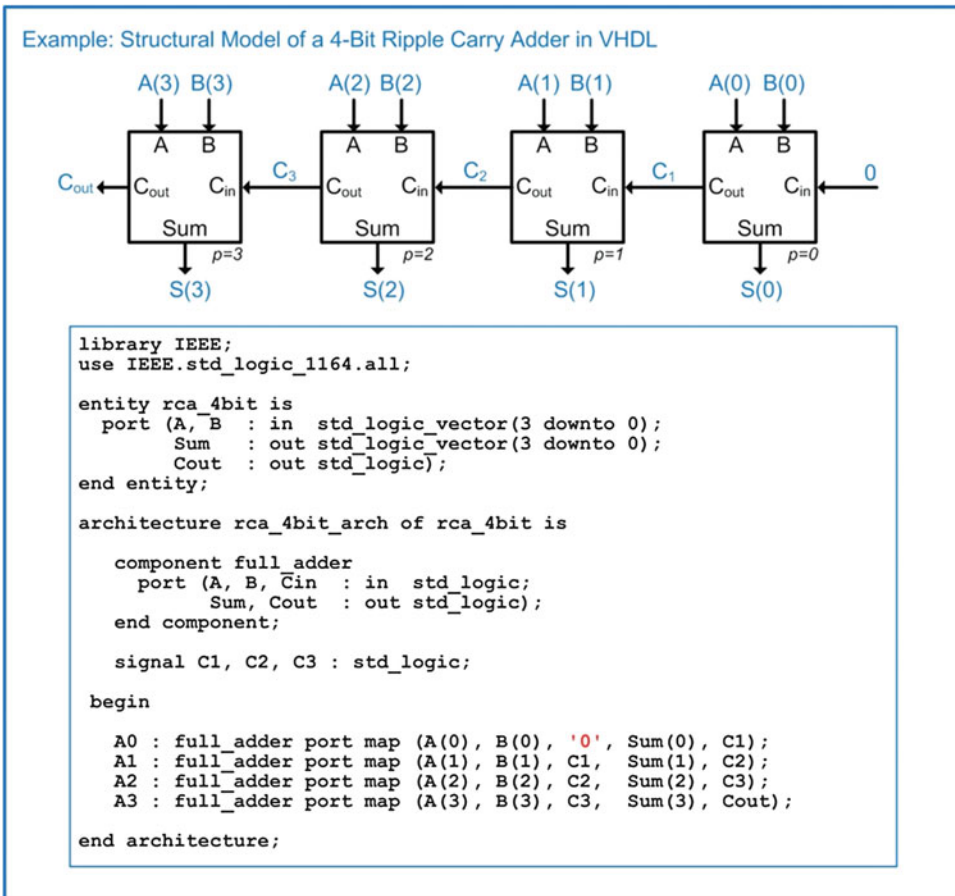 Example: Structural Model of a 4-Bit Ripple Carry Adder in VHDL
A(3) B(3) A(2) B(2) A(1) B(1) A(0) B(0)
A B A B A B A B
Cout Cout Cin C3 Cout Cin C2 Cout Cin C1 Cout Cin 0
Sum Sum Sum Sum
p=3 p=2 p=1 p=0
S(3) S(2) S(1) S(0)
library IEEE;
use IEEE.std_logic_1164.all;
entity rca_4bit is
port (A, B : in std_logic_vector(3 downto 0);
Sum : out std_logic_vector(3 downto 0);
Cout : out std_logic);
end entity;
architecture rca_4bit_arch of rca_4bit is
component full_adder
port (A, B, Cin : in std_logic;
Sum, Cout : out std_logic);
end component;
signal C1, C2, C3 : std_logic;
begin
A0 : full_adder port map (A(0), B(0), '0', Sum(0), C1);
A1 : full_adder port map (A(1), B(1), C1, Sum(1), C2);
A2 : full_adder port map (A(2), B(2), C2, Sum(2), C3);
A3 : full_adder port map (A(3), B(3), C3, Sum(3), Cout);
end architecture;